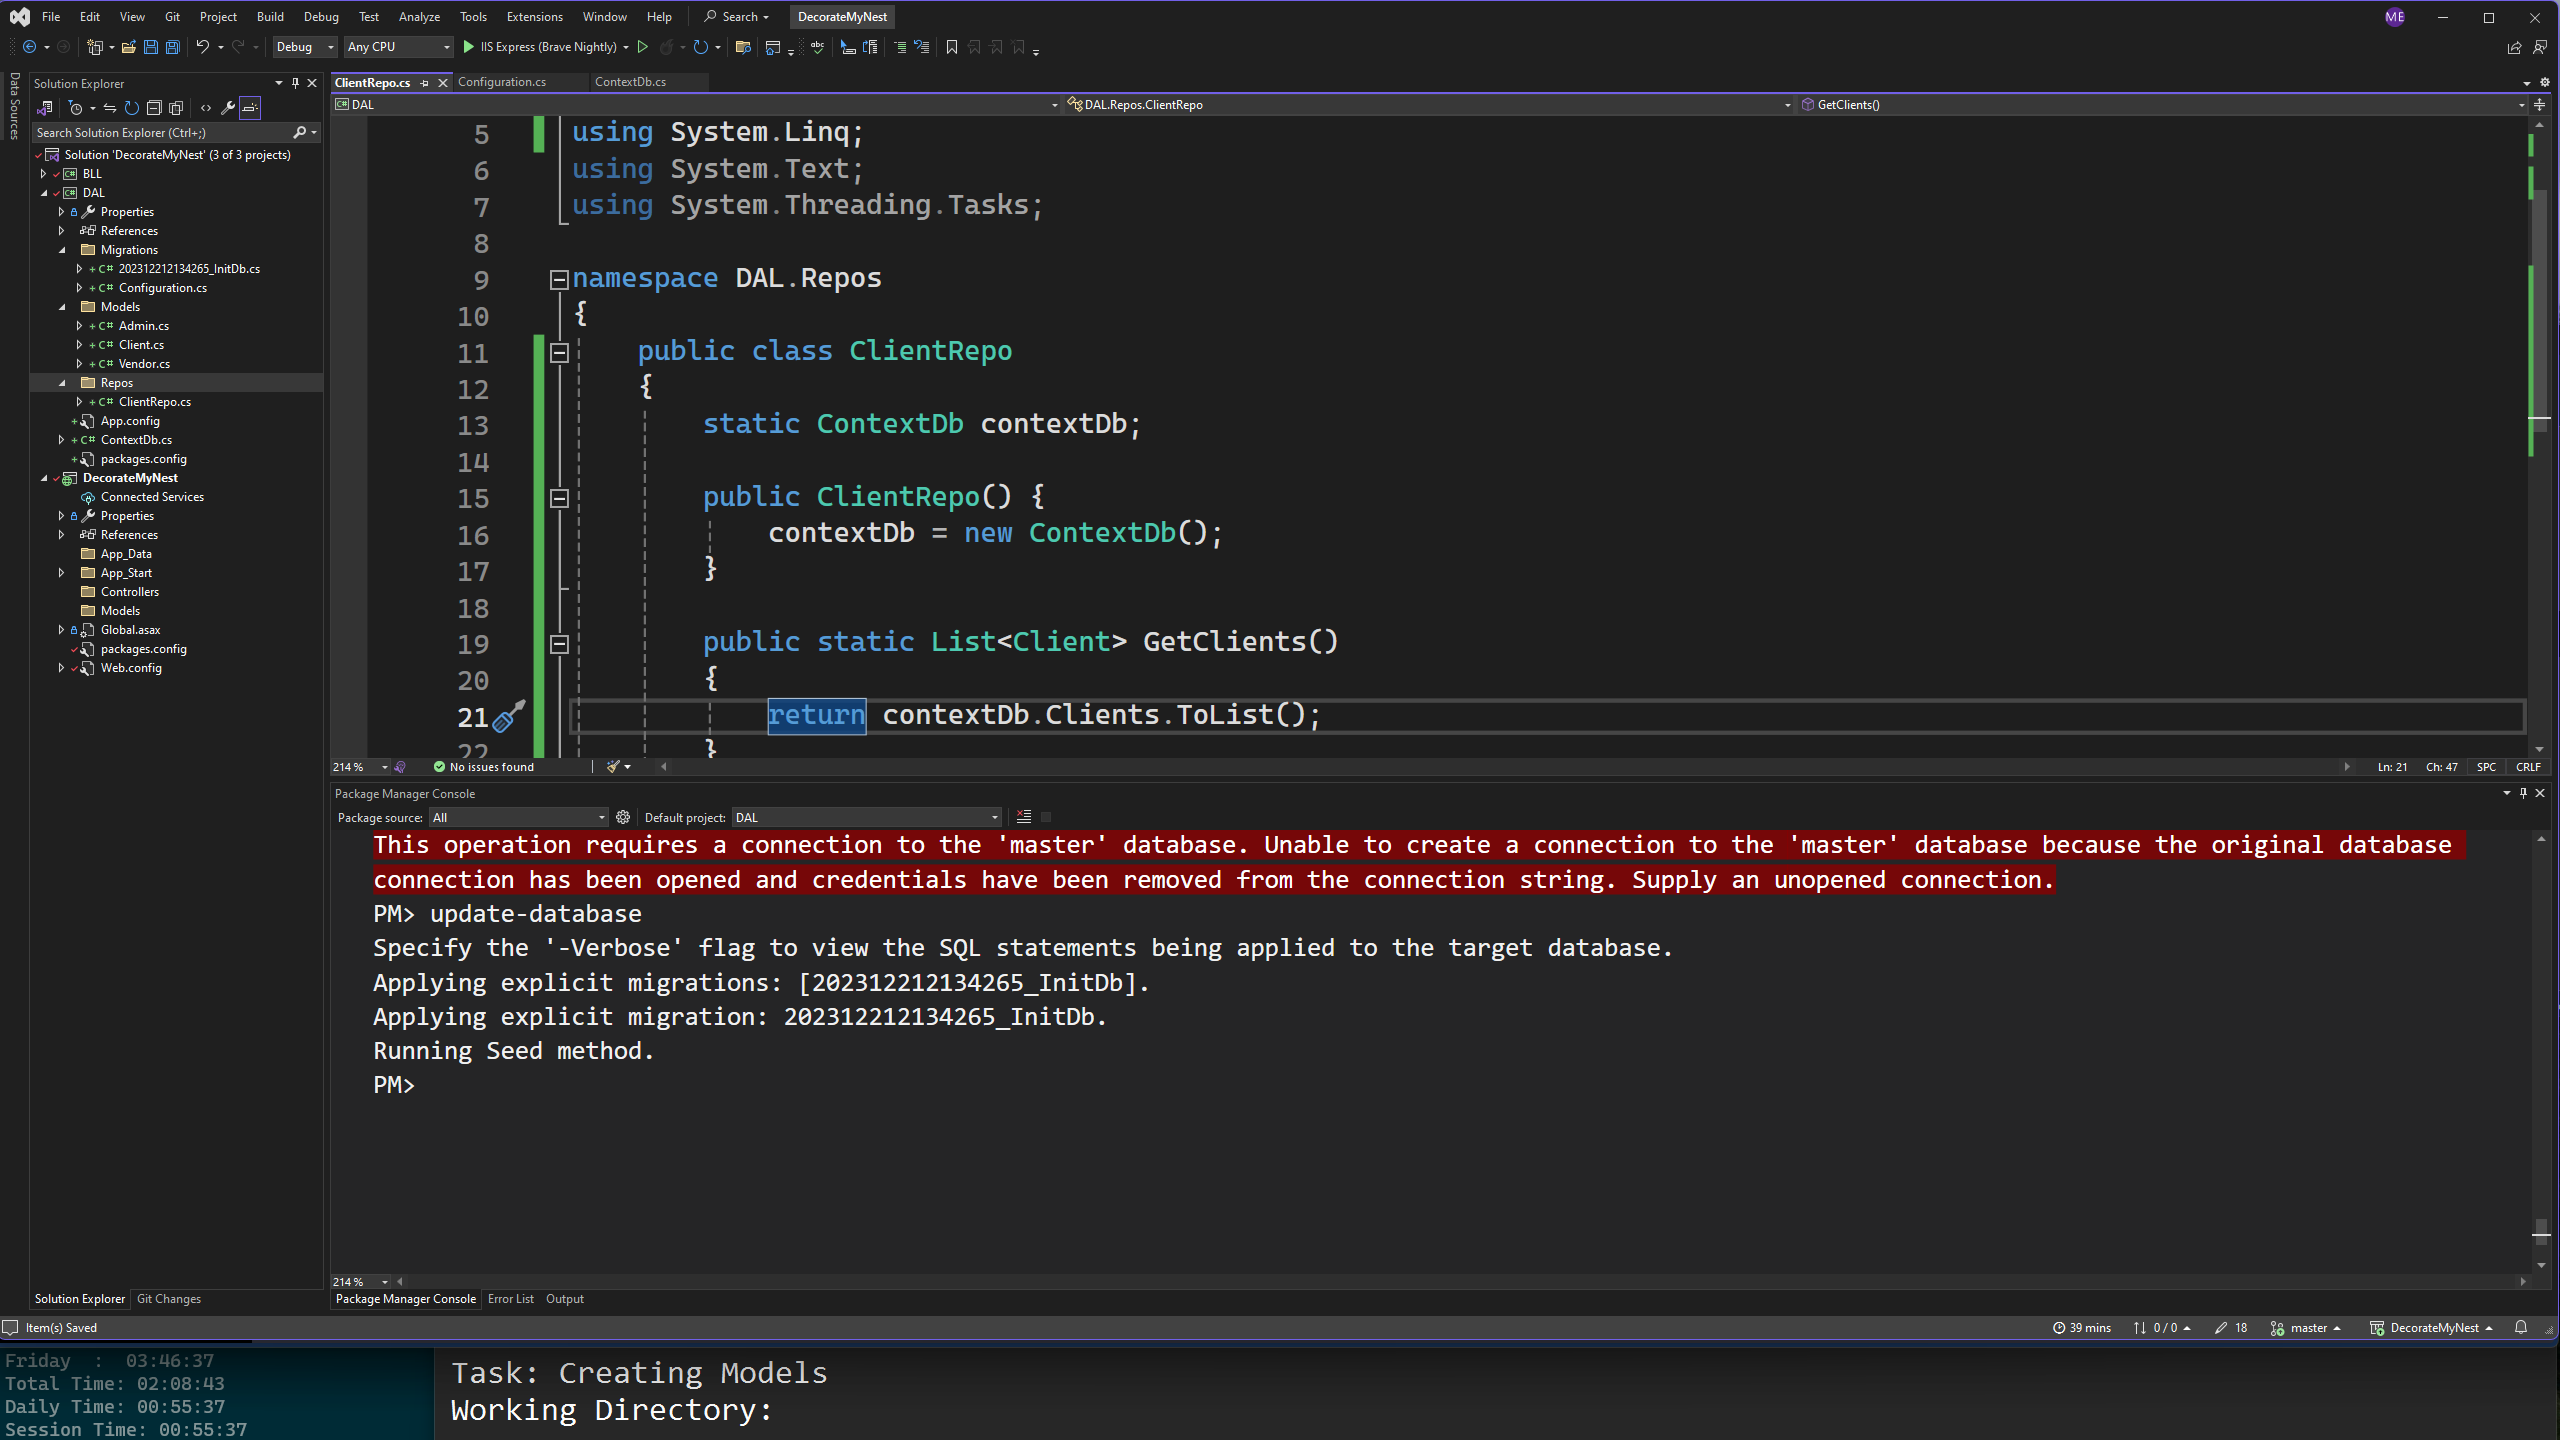 File Edit View Git Project Build Debug Test Analyze Tools Extensions Window Help Search DecorateMyNest ME
Debug Any CPU IIS Express (Brave Nightly)
Data Sources
Solution Explorer
Search Solution Explorer (Ctrl+;)
Solution 'DecorateMyNest' (3 of 3 projects)
C# BLL
C# DAL
Properties
References
Migrations
C# 202312212134265_InitDb.cs
C# Configuration.cs
Models
C# Admin.cs
C# Client.cs
C# Vendor.cs
Repos
C# ClientRepo.cs
App.config
C# ContextDb.cs
packages.config
DecorateMyNest
Connected Services
Properties
References
App_Data
App_Start
Controllers
Models
Global.asax
packages.config
Web.config
Solution Explorer Git Changes
ClientRepo.cs Configuration.cs ContextDb.cs
C# DAL DAL.Repos.ClientRepo GetClients()
5 using System.Linq;
6 using System.Text;
7 using System.Threading.Tasks;
8
9 namespace DAL.Repos
10 {
11 public class ClientRepo
12 {
13 static ContextDb contextDb;
14
15 public ClientRepo() {
16 contextDb = new ContextDb();
17 }
18
19 public static List<Client> GetClients()
20 {
21 return contextDb.Clients.ToList();
22 }
214 % No issues found Ln: 21 Ch: 47 SPC CRLF
Package Manager Console
Package source: All Default project: DAL
This operation requires a connection to the 'master' database. Unable to create a connection to the 'master' database because the original database
connection has been opened and credentials have been removed from the connection string. Supply an unopened connection.
PM> update-database
Specify the '-Verbose' flag to view the SQL statements being applied to the target database.
Applying explicit migrations: [202312212134265_InitDb].
Applying explicit migration: 202312212134265_InitDb.
Running Seed method.
PM>
214 %
Package Manager Console Error List Output
Item(s) Saved 39 mins 0 / 0 18 master DecorateMyNest
Friday : 03:46:37
Total Time: 02:08:43
Daily Time: 00:55:37
Session Time: 00:55:37
Task: Creating Models
Working Directory: